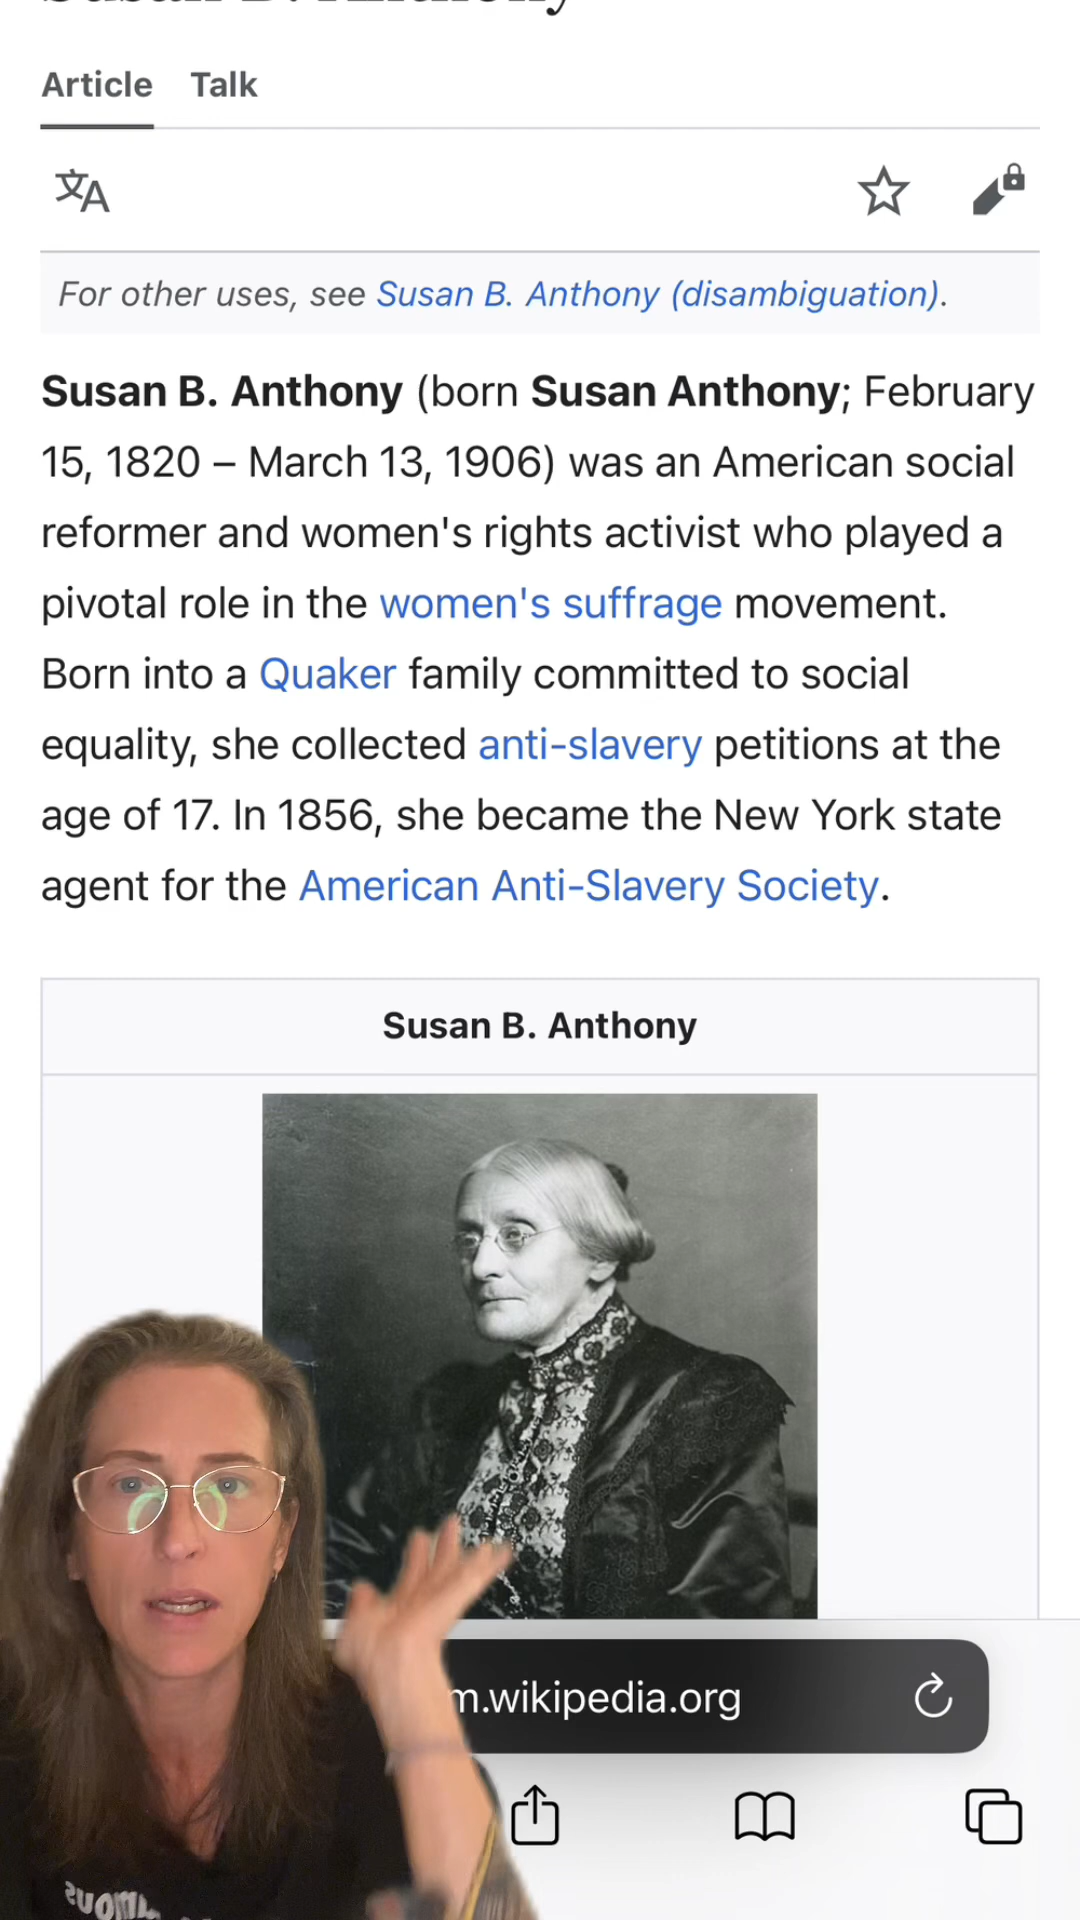 Susan B. Anthony
Article Talk
For other uses, see Susan B. Anthony (disambiguation).
Susan B. Anthony (born Susan Anthony; February
15, 1820 – March 13, 1906) was an American social
reformer and women's rights activist who played a
pivotal role in the women's suffrage movement.
Born into a Quaker family committed to social
equality, she collected anti-slavery petitions at the
age of 17. In 1856, she became the New York state
agent for the American Anti-Slavery Society.
Susan B. Anthony
m.wikipedia.org